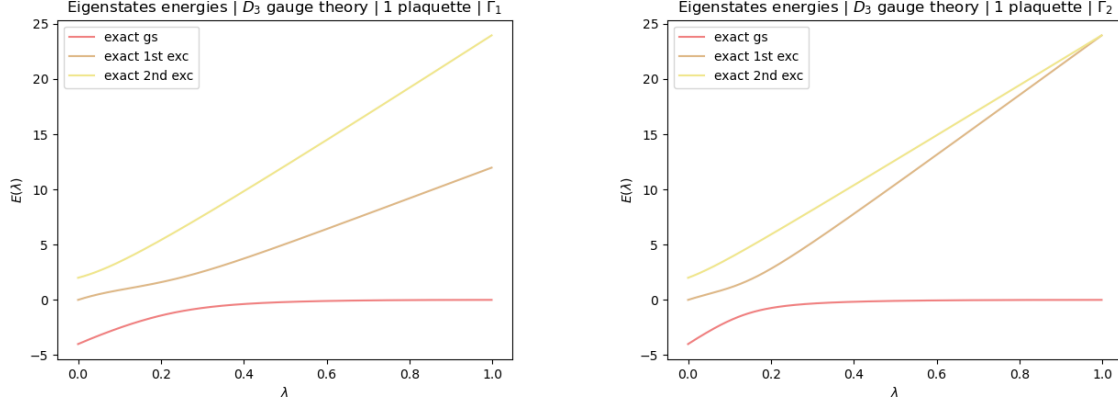 Eigenstates energies | D₃ gauge theory | 1 plaquette | Γ₁
25
20
15
10
5
0
−5
E(λ)
exact gs
exact 1st exc
exact 2nd exc
0.0 0.2 0.4 0.6 0.8 1.0
λ
Eigenstates energies | D₃ gauge theory | 1 plaquette | Γ₂
25
20
15
10
5
0
−5
E(λ)
exact gs
exact 1st exc
exact 2nd exc
0.0 0.2 0.4 0.6 0.8 1.0
λ